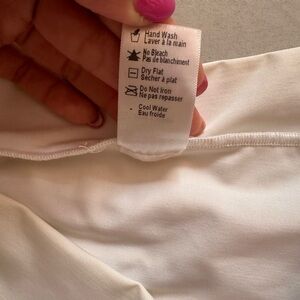 Hand Wash
Laver à la main
No Bleach
Pas de blanchiment
Dry Flat
Sécher à plat
Do Not Iron
Ne pas repasser
Cool Water
Eau froide